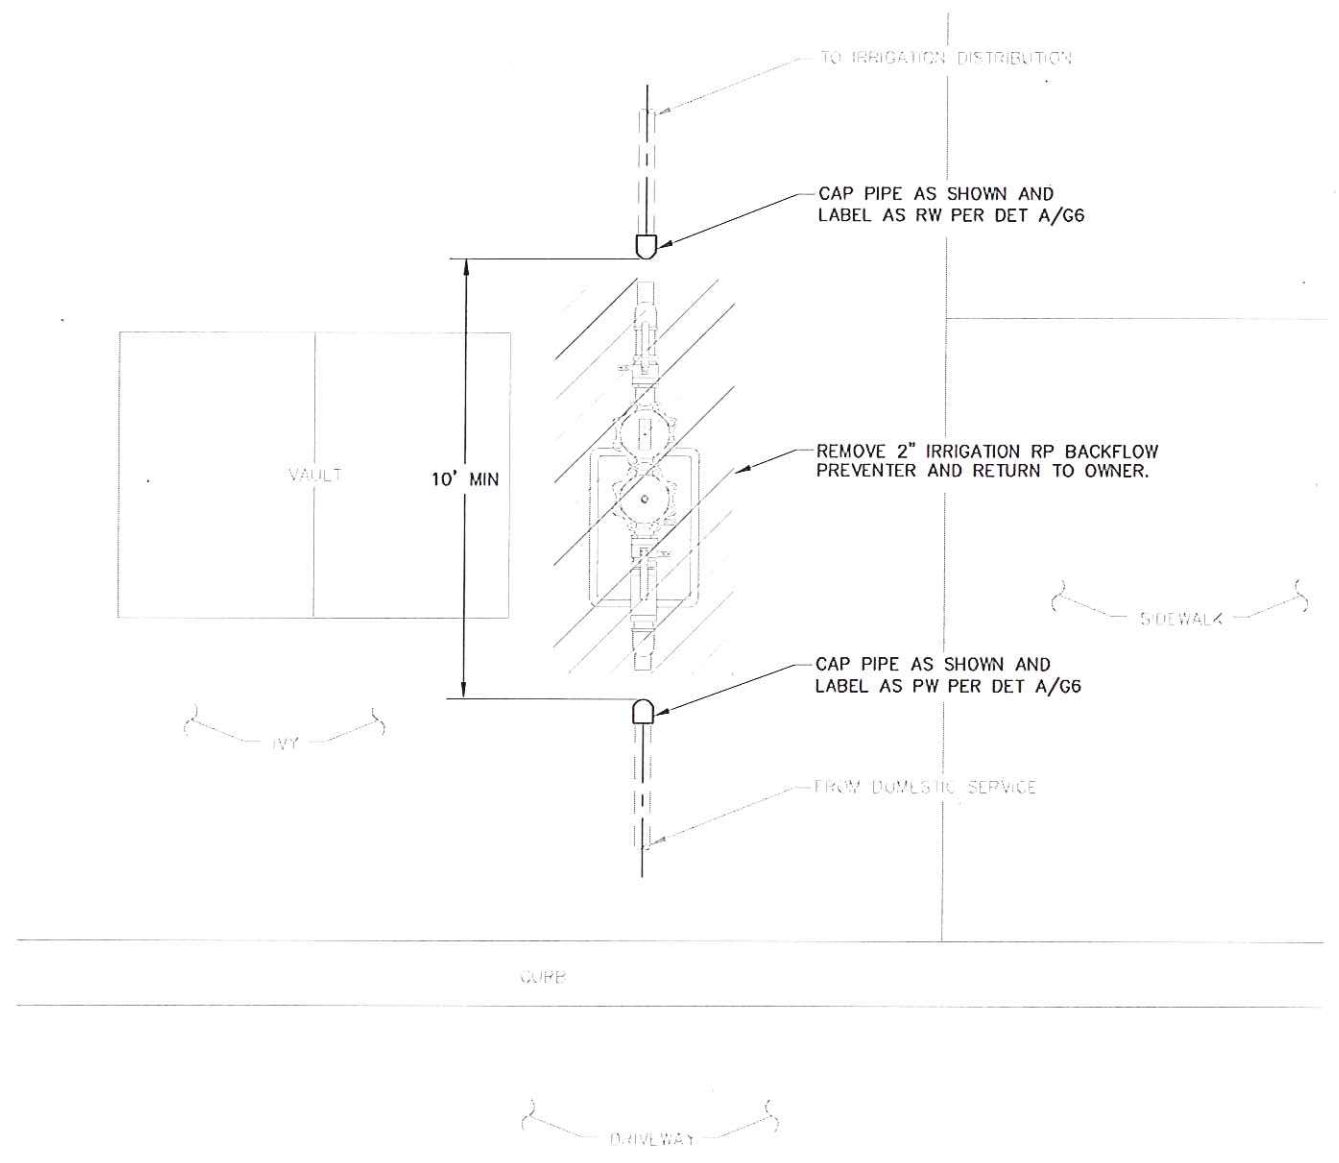 TO IRRIGATION DISTRIBUTION
CAP PIPE AS SHOWN AND
LABEL AS RW PER DET A/G6
VAULT
10' MIN
REMOVE 2" IRRIGATION RP BACKFLOW
PREVENTER AND RETURN TO OWNER.
SIDEWALK
CAP PIPE AS SHOWN AND
LABEL AS PW PER DET A/G6
IVY
FROM DOMESTIC SERVICE
CURB
DRIVEWAY